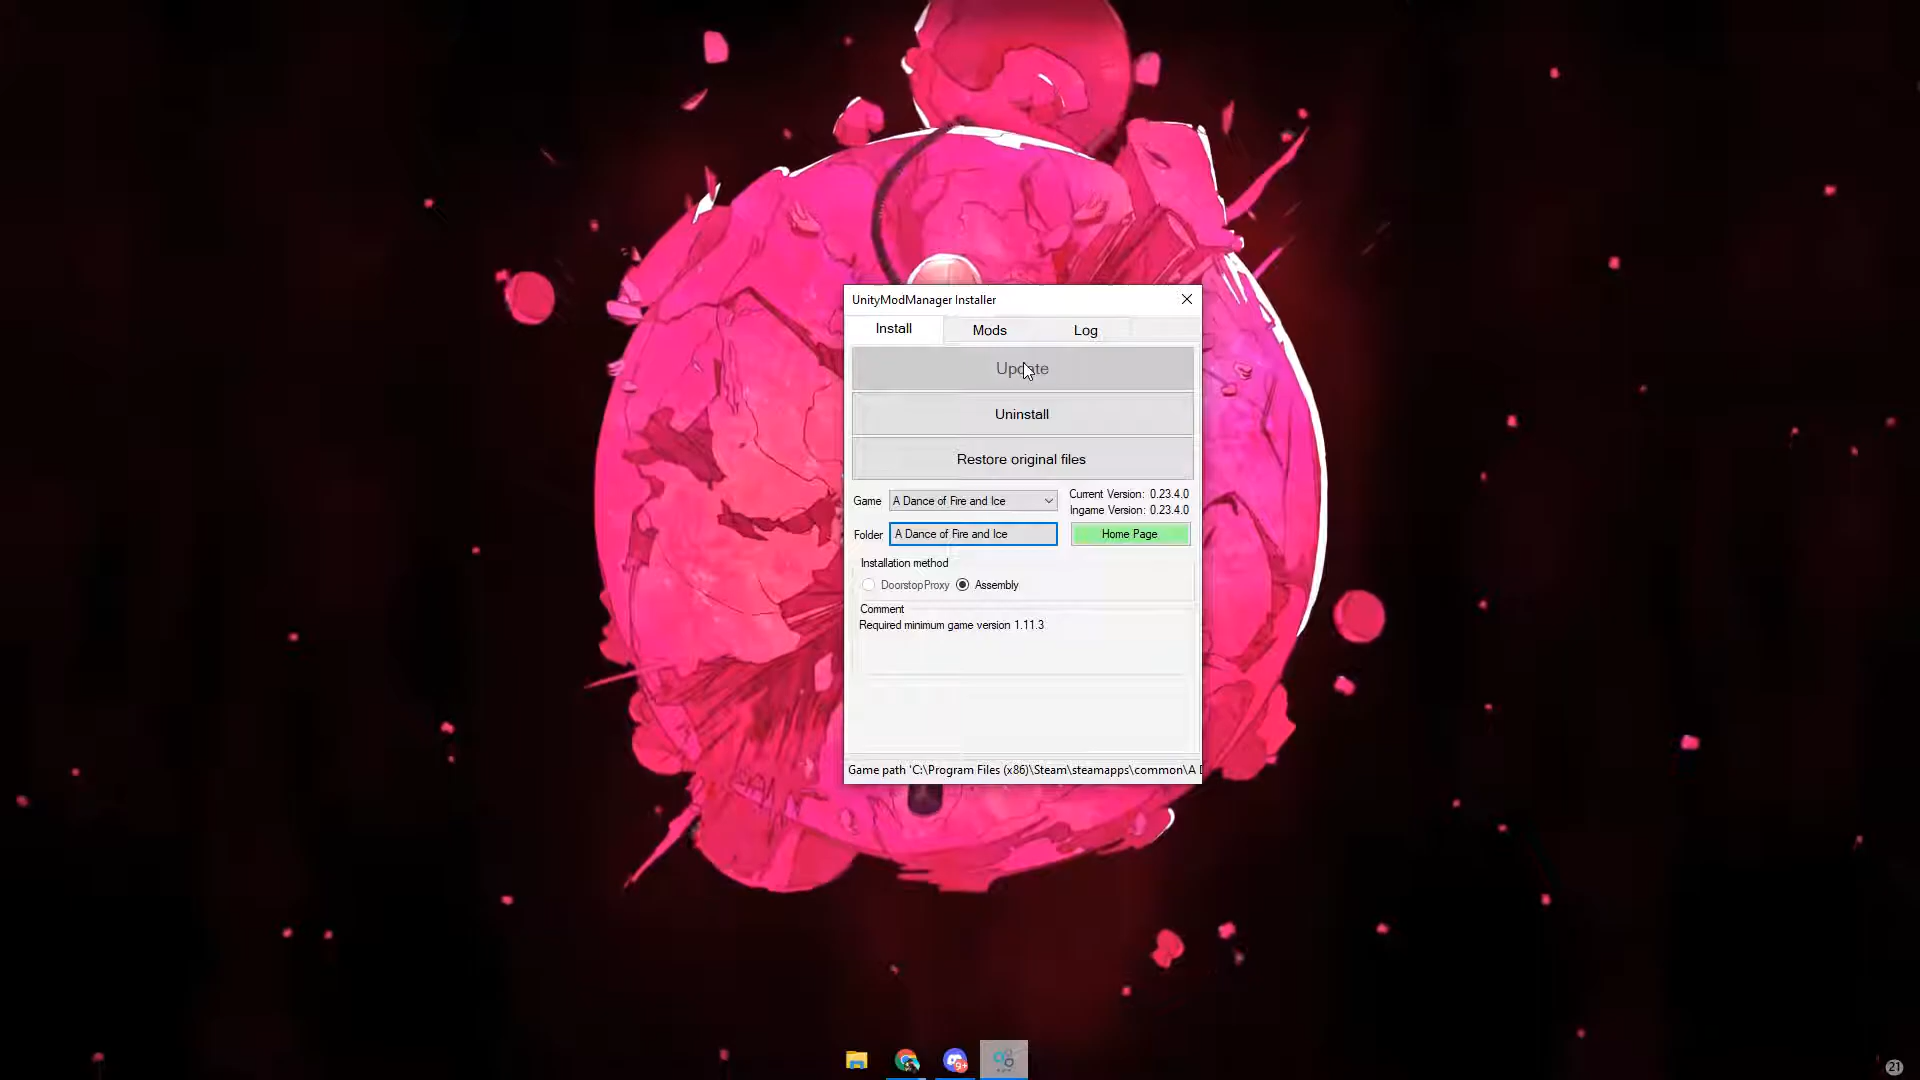 UnityModManager Installer
Install
Mods
Log
Update
Uninstall
Restore original files
Game
A Dance of Fire and Ice
Current Version: 0.23.4.0
Ingame Version: 0.23.4.0
Folder
A Dance of Fire and Ice
Home Page
Installation method
DoorstopProxy
Assembly
Comment
Required minimum game version 1.11.3
Game path 'C:\Program Files (x86)\Steam\steamapps\common\A D
9+
21